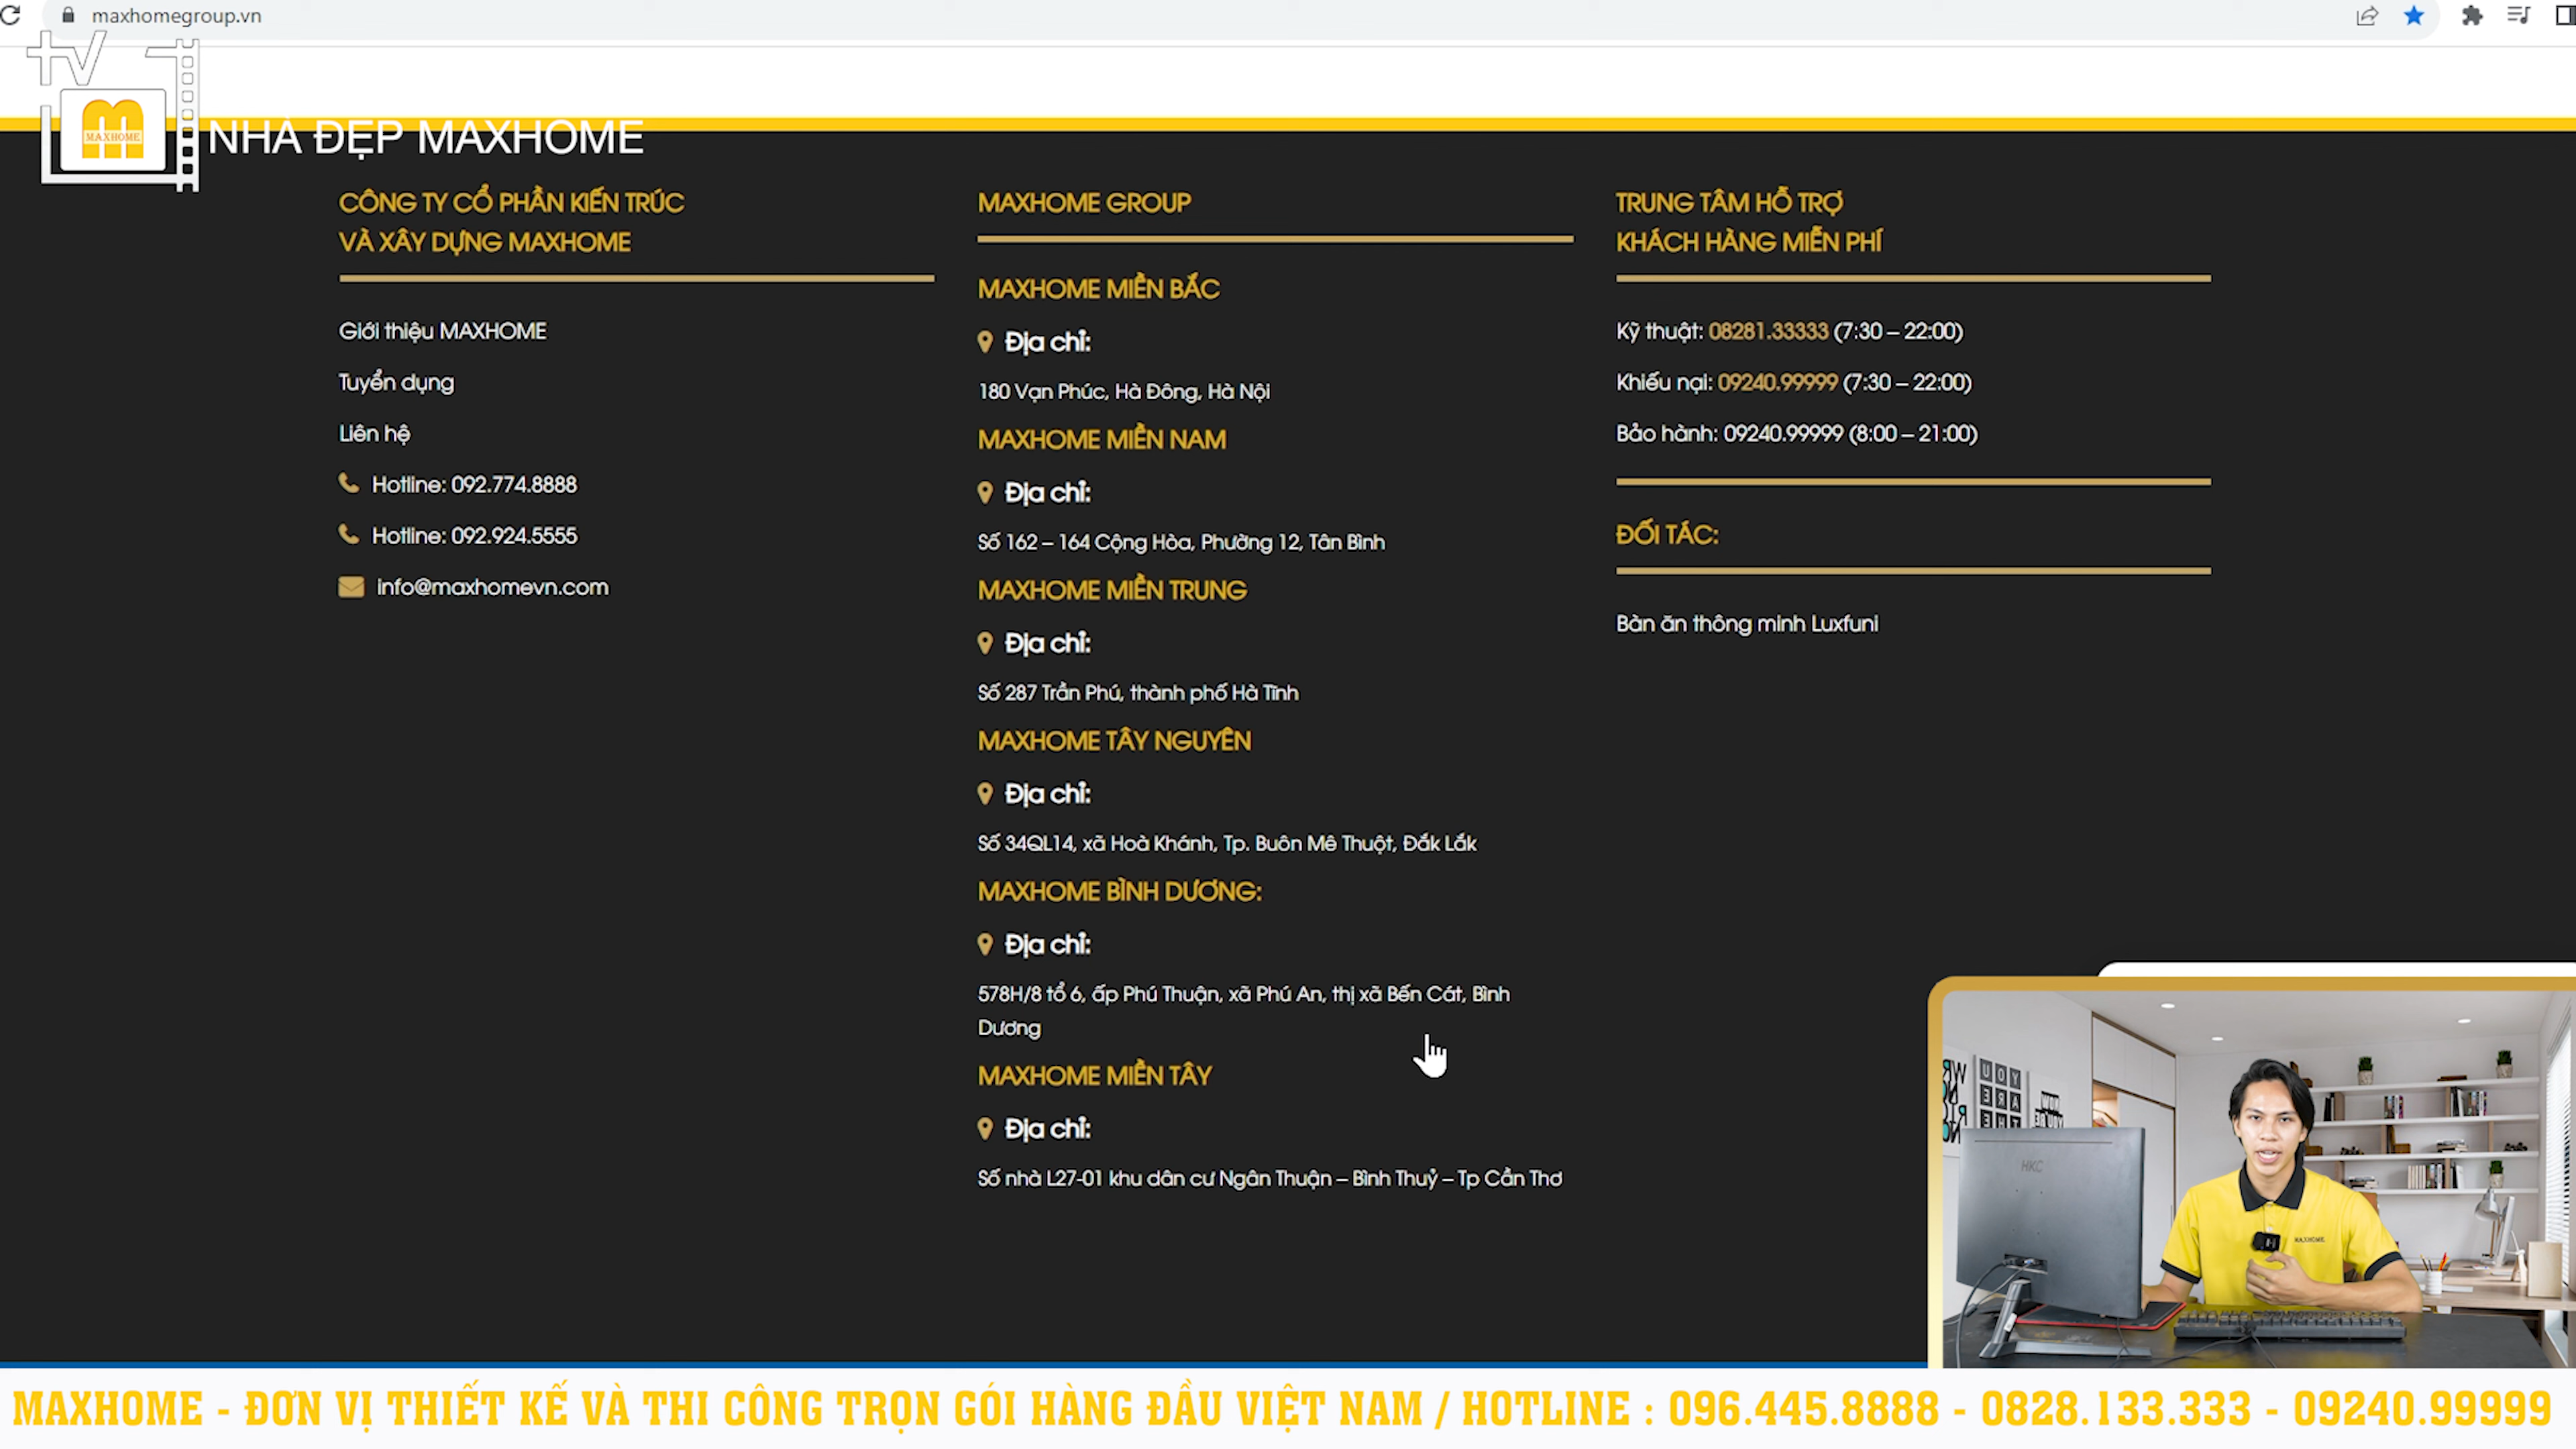 maxhomegroup.vn
tv
MAXHOME
NHÀ ĐẸP MAXHOME
CÔNG TY CỔ PHẦN KIẾN TRÚC
VÀ XÂY DỰNG MAXHOME
Giới thiệu MAXHOME
Tuyển dụng
Liên hệ
Hotline: 092.774.8888
Hotline: 092.924.5555
info@maxhomevn.com
MAXHOME GROUP
MAXHOME MIỀN BẮC
Địa chỉ:
180 Vạn Phúc, Hà Đông, Hà Nội
MAXHOME MIỀN NAM
Địa chỉ:
Số 162 – 164 Cộng Hòa, Phường 12, Tân Bình
MAXHOME MIỀN TRUNG
Địa chỉ:
Số 287 Trần Phú, thành phố Hà Tĩnh
MAXHOME TÂY NGUYÊN
Địa chỉ:
Số 34QL14, xã Hoà Khánh, Tp. Buôn Mê Thuột, Đắk Lắk
MAXHOME BÌNH DƯƠNG:
Địa chỉ:
578H/8 tổ 6, ấp Phú Thuận, xã Phú An, thị xã Bến Cát, Bình
Dương
MAXHOME MIỀN TÂY
Địa chỉ:
Số nhà L27-01 khu dân cư Ngân Thuận – Bình Thuỷ – Tp Cần Thơ
TRUNG TÂM HỖ TRỢ
KHÁCH HÀNG MIỄN PHÍ
Kỹ thuật: 08281.33333 (7:30 – 22:00)
Khiếu nại: 09240.99999 (7:30 – 22:00)
Bảo hành: 09240.99999 (8:00 – 21:00)
ĐỐI TÁC:
Bàn ăn thông minh Luxfuni
YOU
ARE
THE
HKC
MAXHOME
MAXHOME - ĐƠN VỊ THIẾT KẾ VÀ THI CÔNG TRỌN GÓI HÀNG ĐẦU VIỆT NAM / HOTLINE : 096.445.8888 - 0828.133.333 - 09240.99999